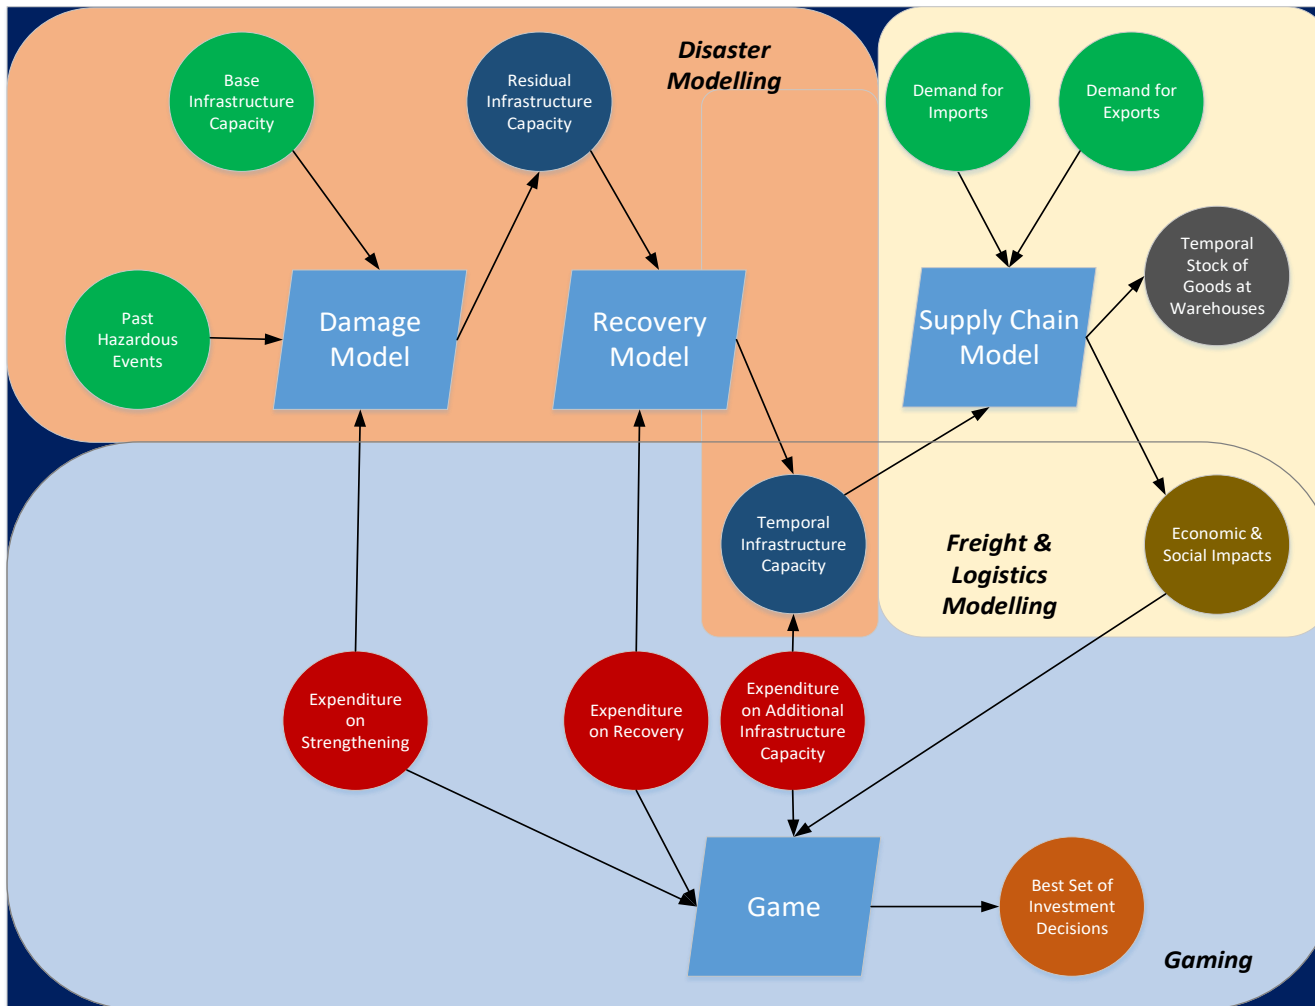 Disaster
Modelling
Base
Infrastructure
Capacity
Residual
Infrastructure
Capacity
Demand for
Imports
Demand for
Exports
Temporal
Stock of
Goods at
Warehouses
Past
Hazardous
Events
Damage
Model
Recovery
Model
Supply Chain
Model
Temporal
Infrastructure
Capacity
Freight &
Logistics
Modelling
Economic &
Social Impacts
Expenditure
on
Strengthening
Expenditure
on Recovery
Expenditure
on Additional
Infrastructure
Capacity
Game
Best Set of
Investment
Decisions
Gaming